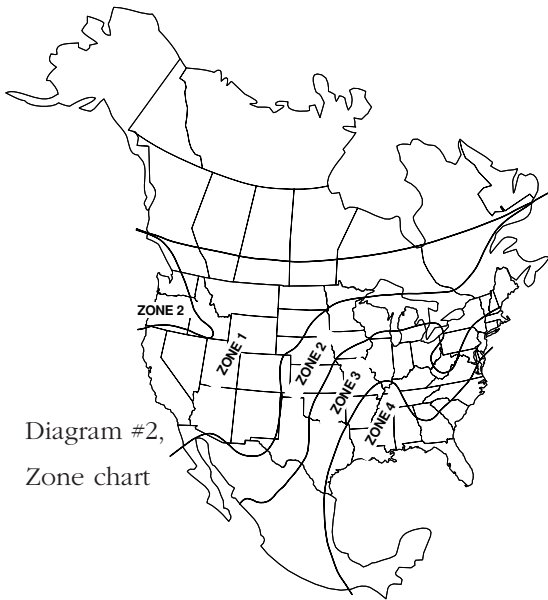 ZONE 2
ZONE 1
ZONE 2
ZONE 3
ZONE 4
Diagram #2,
Zone chart